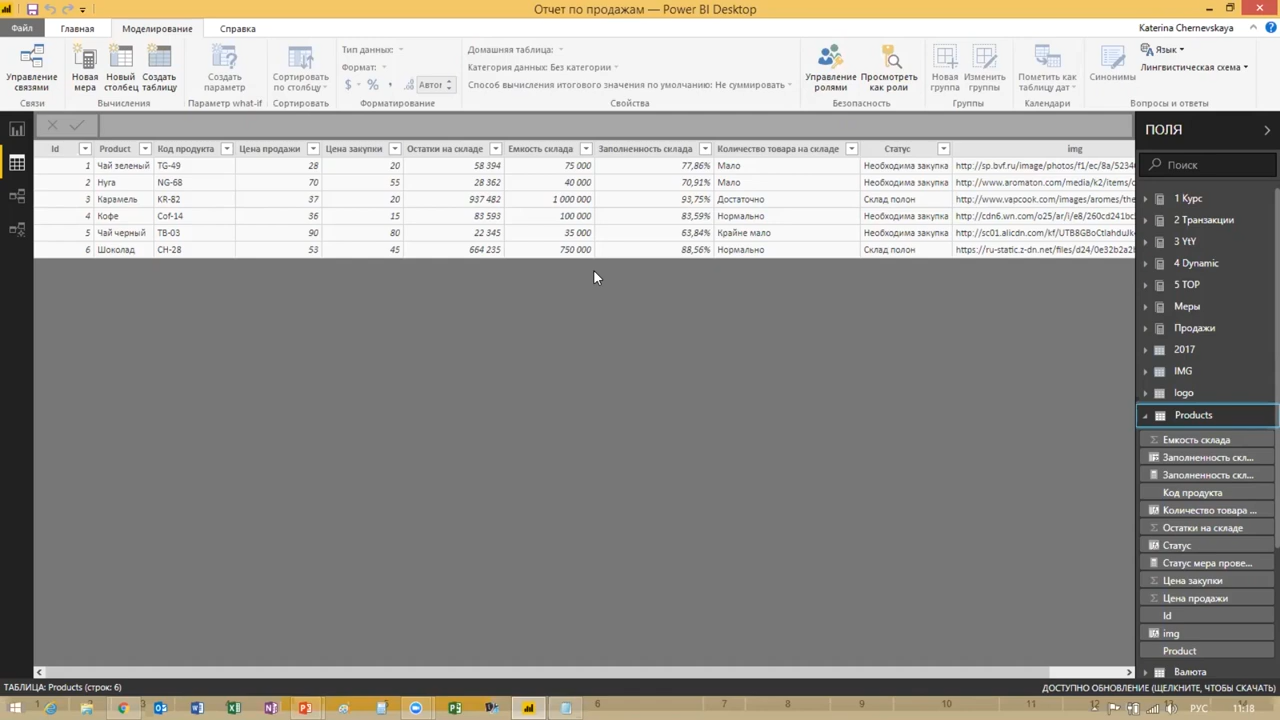 Отчет по продажам — Power BI Desktop
Файл Главная Моделирование Справка Katerina Chernevskaya
Управление связями
Новая мера
Новый столбец
Создать таблицу
Создать параметр
Сортировать по столбцу
Тип данных:
Формат:
$ % Автог
Домашняя таблица:
Категория данных: Без категории
Способ вычисления итогового значения по умолчанию: Не суммировать
Управление ролями
Просмотреть как роли
Новая группа
Изменить группы
Пометить как таблицу дат
Синонимы
Язык
Лингвистическая схема
Связи Вычисления Параметр what-if Сортировать Форматирование Свойства Безопасность Группы Календари Вопросы и ответы
Id Product Код продукта Цена продажи Цена закупки Остатки на складе Емкость склада Заполненность склада Количество товара на складе Статус img
1 Чай зеленый TG-49 28 20 58 394 75 000 77,86% Мало Необходима закупка http://sp.bvf.ru/image/photos/f1/ec/8a/5234
2 Нуга NG-68 70 55 28 362 40 000 70,91% Мало Необходима закупка http://www.aromaton.com/media/k2/items/
3 Карамель KR-82 37 20 937 482 1 000 000 93,75% Достаточно Склад полон http://www.vapcook.com/images/aromes/the
4 Кофе Cof-14 36 15 83 593 100 000 83,59% Нормально Необходима закупка http://cdn6.wn.com/o25/ar/i/e8/260cd241bc
5 Чай черный TB-03 90 80 22 345 35 000 63,84% Крайне мало Необходима закупка http://sc01.alicdn.com/kf/UTB8GBoCtlahduJk
6 Шоколад CH-28 53 45 664 235 750 000 88,56% Нормально Склад полон https://ru-static.z-dn.net/files/d24/0e32b2a2
ПОЛЯ
Поиск
1 Курс
2 Транзакции
3 YtY
4 Dynamic
5 TOP
Меры
Продажи
2017
IMG
logo
Products
Емкость склада
Заполненность скл...
Заполненность скл...
Код продукта
Количество товара ...
Остатки на складе
Статус
Статус мера прове...
Цена закупки
Цена продажи
Id
img
Product
Валюта
ТАБЛИЦА: Products (строк: 6) ДОСТУПНО ОБНОВЛЕНИЕ (ЩЕЛКНИТЕ, ЧТОБЫ СКАЧАТЬ)
РУС 11:18